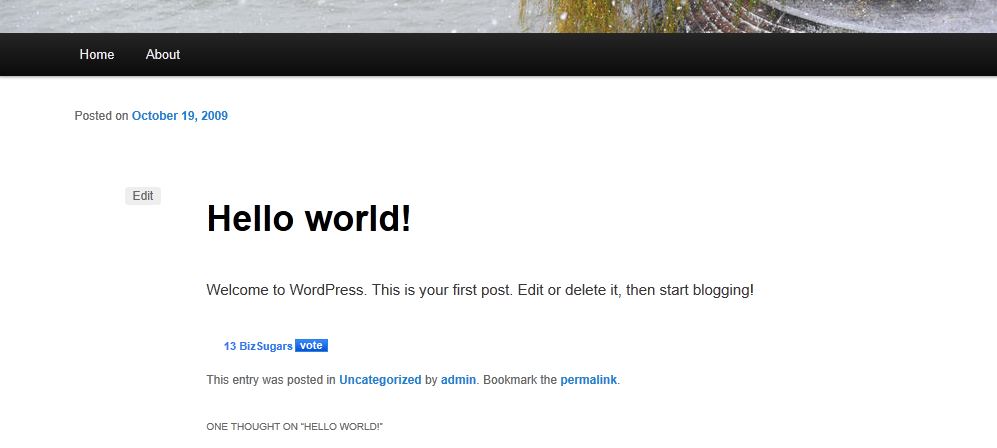 Home About
Posted on October 19, 2009
Edit
Hello world!
Welcome to WordPress. This is your first post. Edit or delete it, then start blogging!
13 BizSugars vote
This entry was posted in Uncategorized by admin. Bookmark the permalink.
ONE THOUGHT ON “HELLO WORLD!”